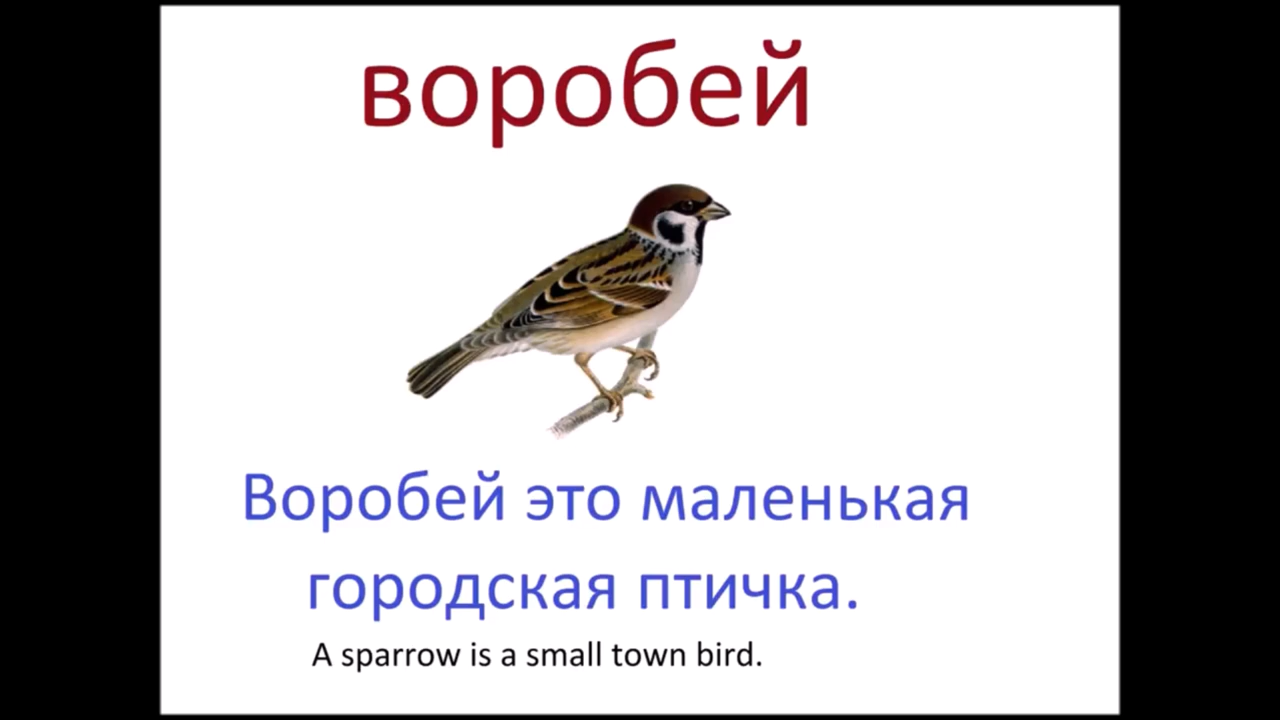 воробей
Воробей это маленькая
городская птичка.
A sparrow is a small town bird.